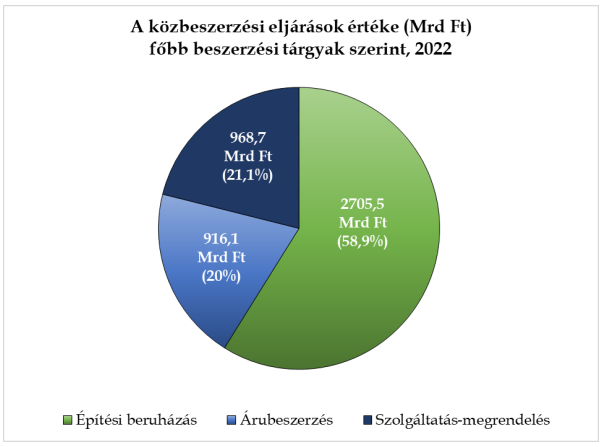 A közbeszerzési eljárások értéke (Mrd Ft)
főbb beszerzési tárgyak szerint, 2022
968,7
Mrd Ft
(21,1%)
2705,5
Mrd Ft
(58,9%)
916,1
Mrd Ft
(20%)
Építési beruházás
Árubeszerzés
Szolgáltatás-megrendelés